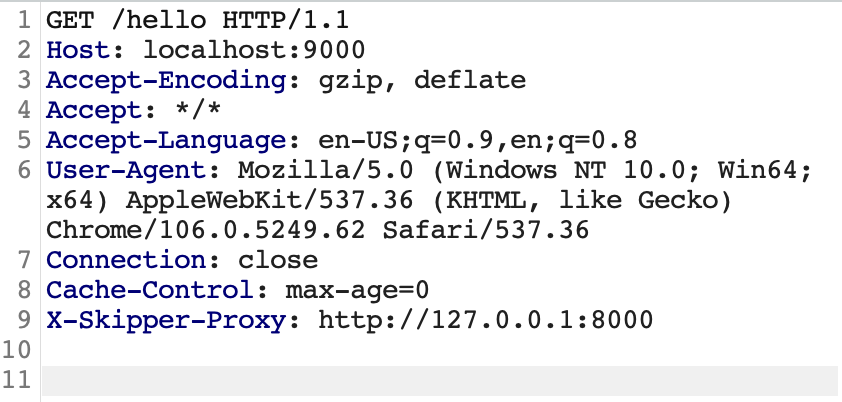 1 GET /hello HTTP/1.1
2 Host: localhost:9000
3 Accept-Encoding: gzip, deflate
4 Accept: */*
5 Accept-Language: en-US;q=0.9,en;q=0.8
6 User-Agent: Mozilla/5.0 (Windows NT 10.0; Win64;
x64) AppleWebKit/537.36 (KHTML, like Gecko)
Chrome/106.0.5249.62 Safari/537.36
7 Connection: close
8 Cache-Control: max-age=0
9 X-Skipper-Proxy: http://127.0.0.1:8000
10
11